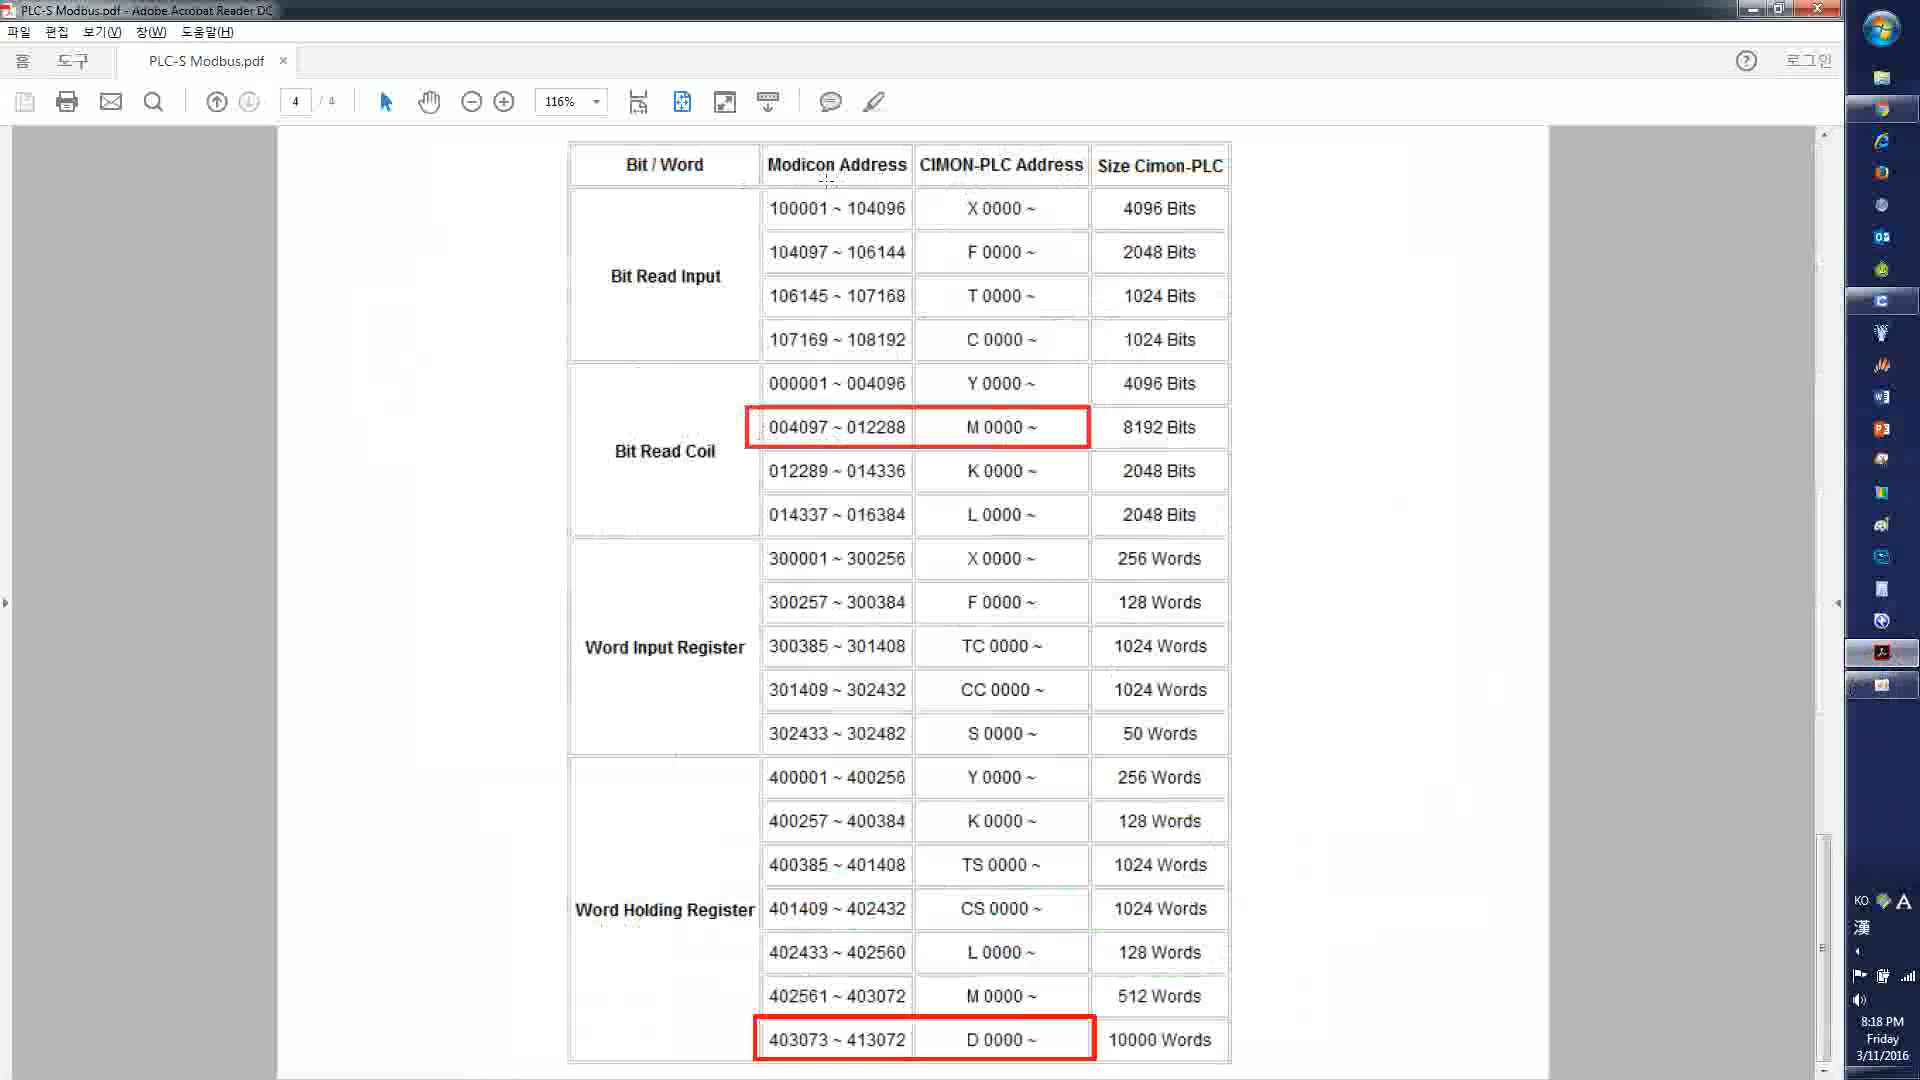 PLC-S Modbus.pdf - Adobe Acrobat Reader DC
파일 편집 보기(V) 창(W) 도움말(H)
홈 도구 PLC-S Modbus.pdf × 로그인
4 / 4 116%
Bit / Word Modicon Address CIMON-PLC Address Size Cimon-PLC
Bit Read Input
100001 ~ 104096 X 0000 ~ 4096 Bits
104097 ~ 106144 F 0000 ~ 2048 Bits
106145 ~ 107168 T 0000 ~ 1024 Bits
107169 ~ 108192 C 0000 ~ 1024 Bits
Bit Read Coil
000001 ~ 004096 Y 0000 ~ 4096 Bits
004097 ~ 012288 M 0000 ~ 8192 Bits
012289 ~ 014336 K 0000 ~ 2048 Bits
014337 ~ 016384 L 0000 ~ 2048 Bits
Word Input Register
300001 ~ 300256 X 0000 ~ 256 Words
300257 ~ 300384 F 0000 ~ 128 Words
300385 ~ 301408 TC 0000 ~ 1024 Words
301409 ~ 302432 CC 0000 ~ 1024 Words
302433 ~ 302482 S 0000 ~ 50 Words
Word Holding Register
400001 ~ 400256 Y 0000 ~ 256 Words
400257 ~ 400384 K 0000 ~ 128 Words
400385 ~ 401408 TS 0000 ~ 1024 Words
401409 ~ 402432 CS 0000 ~ 1024 Words
402433 ~ 402560 L 0000 ~ 128 Words
402561 ~ 403072 M 0000 ~ 512 Words
403073 ~ 413072 D 0000 ~ 10000 Words
KO A
漢
8:18 PM
Friday
3/11/2016